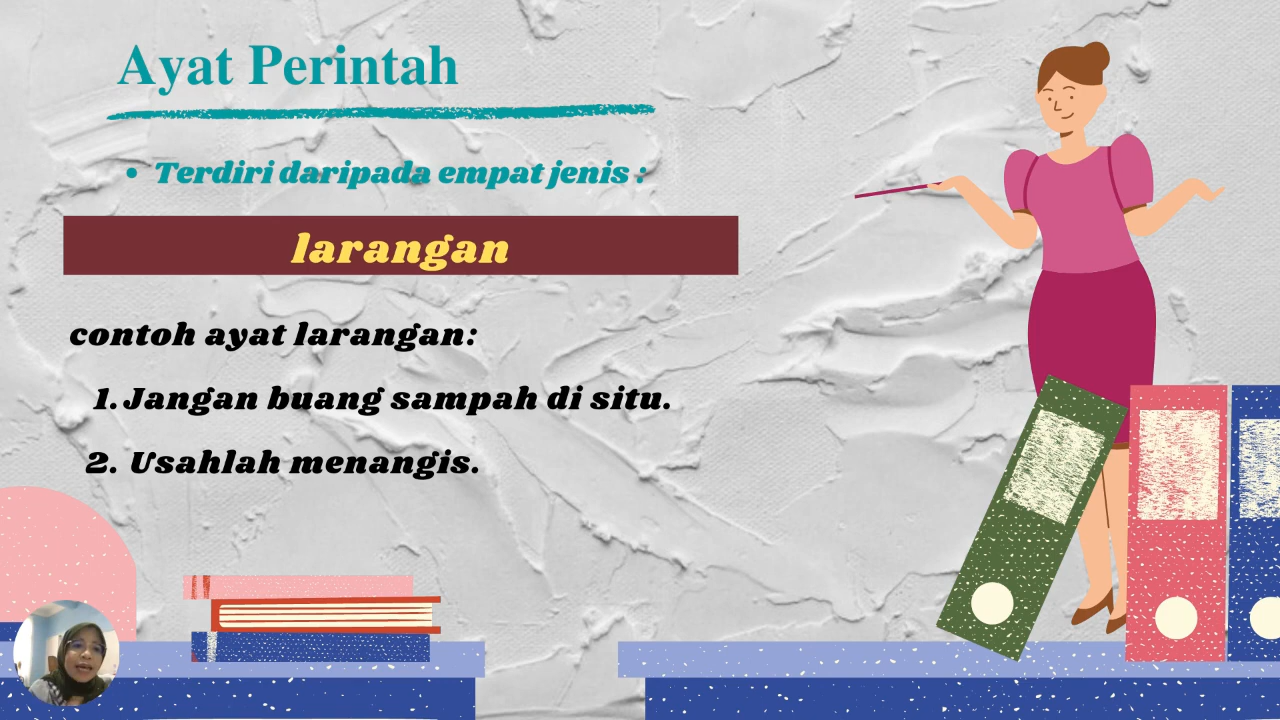 Ayat Perintah
• Terdiri daripada empat jenis :
larangan
contoh ayat larangan:
1. Jangan buang sampah di situ.
2. Usahlah menangis.